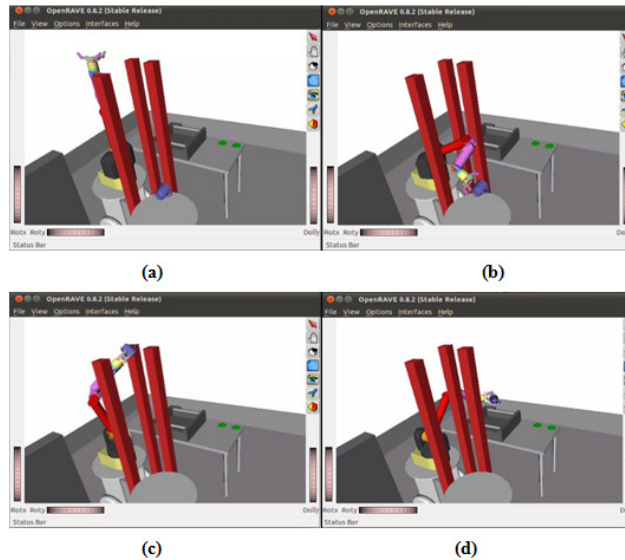 OpenRAVE 0.8.2 (Stable Release)
File View Options Interfaces Help
Rotx Roty Dolly
Status Bar
(a)
OpenRAVE 0.8.2 (Stable Release)
File View Options Interfaces Help
Rotx Roty Dolly
Status Bar
(b)
OpenRAVE 0.8.2 (Stable Release)
File View Options Interfaces Help
Rotx Roty Dolly
Status Bar
(c)
OpenRAVE 0.8.2 (Stable Release)
File View Options Interfaces Help
Rotx Roty Dolly
Status Bar
(d)